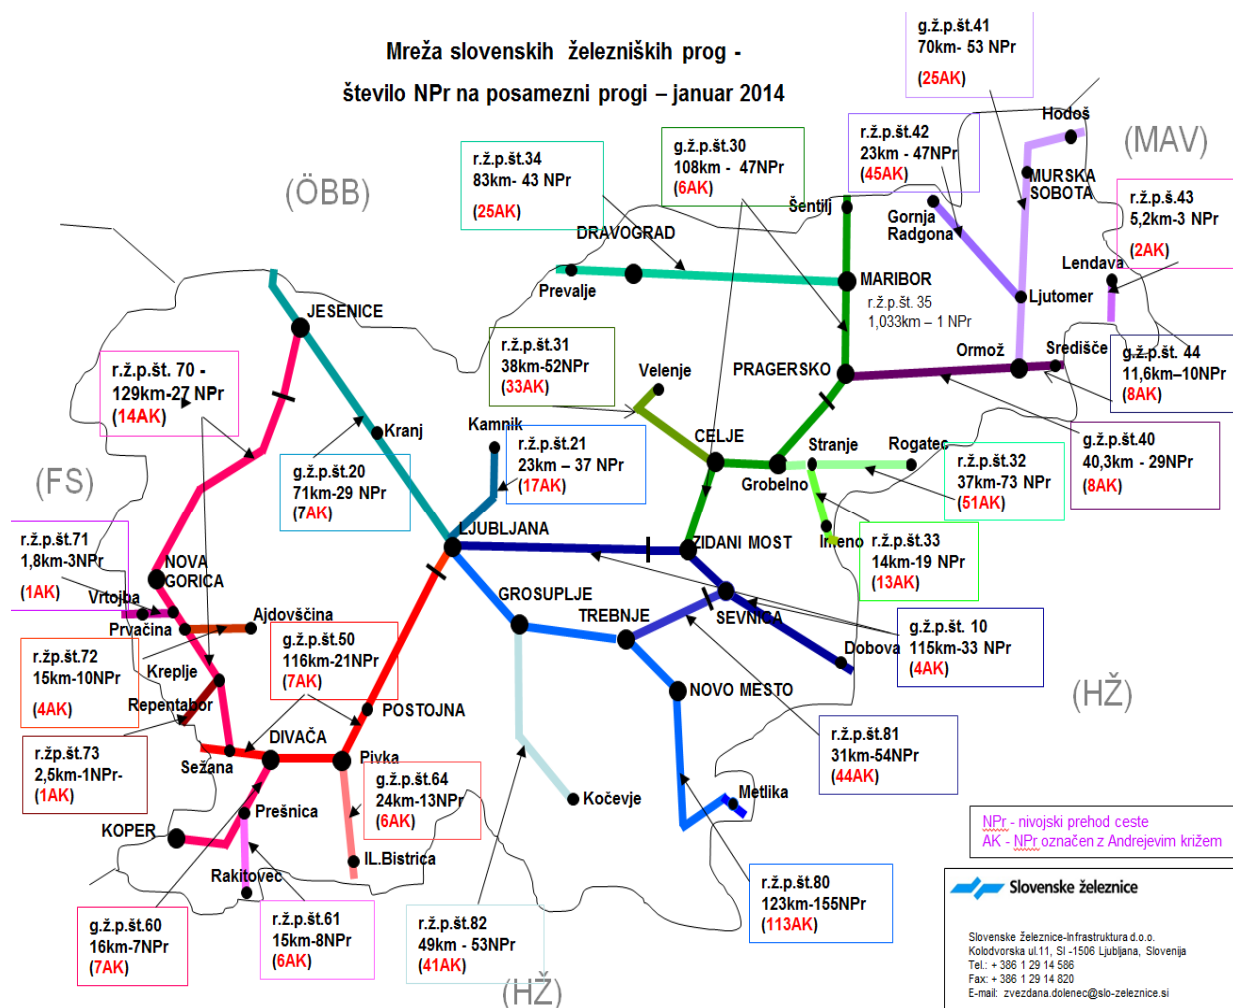 Mreža slovenskih železniških prog -
število NPr na posamezni progi – januar 2014
g.ž.p.št.41
70km- 53 NPr
(25AK)
r.ž.p.št.42
23km - 47NPr
(45AK)
g.ž.p.št.30
108km - 47NPr
(6AK)
r.ž.p.št.34
83km- 43 NPr
(25AK)
(ÖBB)
(MAV)
Hodoš
MURSKA
SOBOTA
r.ž.p.š.43
5,2km-3 NPr
(2AK)
Šentilj
Gornja
Radgona
DRAVOGRAD
Prevalje
MARIBOR
r.ž.p.št. 35
1,033km – 1 NPr
Lendava
Ljutomer
JESENICE
r.ž.p.št.31
38km-52NPr
(33AK)
Velenje
PRAGERSKO
Ormož
Središče
g.ž.p.št. 44
11,6km–10NPr
(8AK)
r.ž.p.št. 70 -
129km-27 NPr
(14AK)
Kranj
Kamnik
r.ž.p.št.21
23km – 37 NPr
(17AK)
CELJE
Stranje
Rogatec
Grobelno
g.ž.p.št.40
40,3km - 29NPr
(8AK)
r.ž.p.št.32
37km-73 NPr
(51AK)
g.ž.p.št.20
71km-29 NPr
(7AK)
(FS)
LJUBLJANA
ZIDANI MOST
Imeno
r.ž.p.št.33
14km-19 NPr
(13AK)
r.ž.p.št.71
1,8km-3NPr
(1AK)
NOVA
GORICA
Vrtojba
Prvačina
Ajdovščina
GROSUPLJE
TREBNJE
SEVNICA
Dobova
g.ž.p.št. 10
115km-33 NPr
(4AK)
r.žp.št.72
15km-10NPr
(4AK)
g.ž.p.št.50
116km-21NPr
(7AK)
Kreplje
Repentabor
NOVO MESTO
(HŽ)
POSTOJNA
r.žp.št.73
2,5km-1NPr-
(1AK)
DIVAČA
Sežana
Pivka
r.ž.p.št.81
31km-54NPr
(44AK)
g.ž.p.št.64
24km-13NPr
(6AK)
Kočevje
Metlika
Prešnica
KOPER
IL.Bistrica
Rakitovec
NPr - nivojski prehod ceste
AK - NPr označen z Andrejevim križem
r.ž.p.št.80
123km-155NPr
(113AK)
g.ž.p.št.60
16km-7NPr
(7AK)
r.ž.p.št.61
15km-8NPr
(6AK)
r.ž.p.št.82
49km - 53NPr
(41AK)
(HŽ)
Slovenske železnice
Slovenske železnice-Infrastruktura d.o.o.
Kolodvorska ul.11, SI -1506 Ljubljana, Slovenija
Tel.: + 386 1 29 14 586
Fax: + 386 1 29 14 820
E-mail: zvezdana.dolenec@slo-zeleznice.si